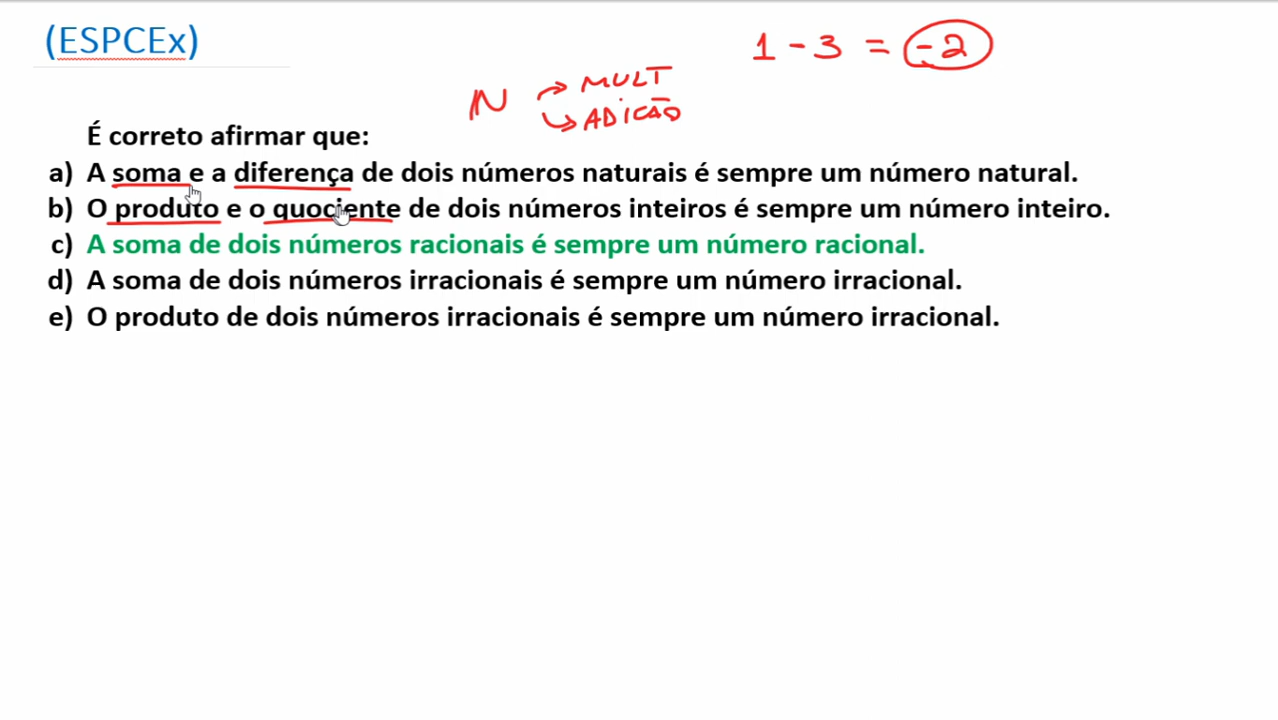 (ESPCEx)
1 - 3 = -2
N → MULT
↳ ADIÇÃO
É correto afirmar que:
a) A soma e a diferença de dois números naturais é sempre um número natural.
b) O produto e o quociente de dois números inteiros é sempre um número inteiro.
c) A soma de dois números racionais é sempre um número racional.
d) A soma de dois números irracionais é sempre um número irracional.
e) O produto de dois números irracionais é sempre um número irracional.